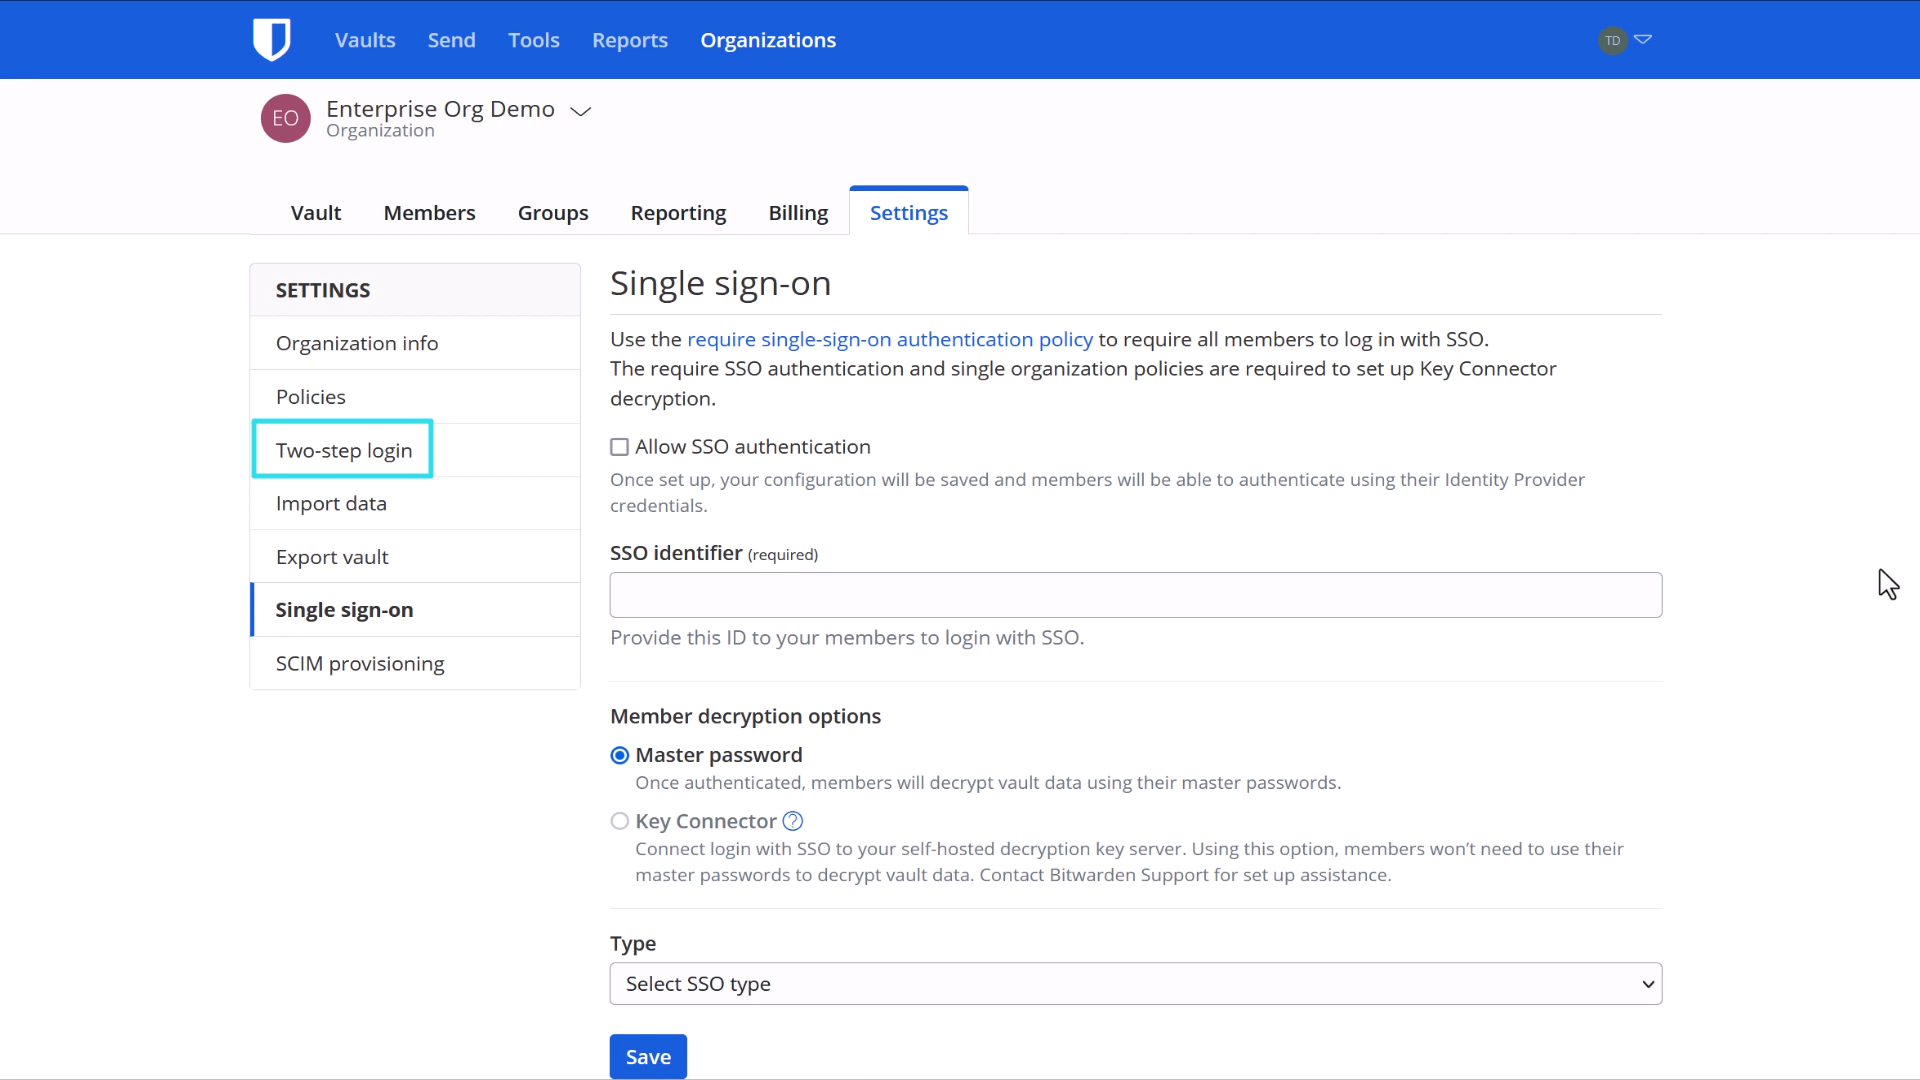 Vaults Send Tools Reports Organizations TD
EO Enterprise Org Demo
Organization
Vault Members Groups Reporting Billing Settings
SETTINGS
Organization info
Policies
Two-step login
Import data
Export vault
Single sign-on
SCIM provisioning
Single sign-on
Use the require single-sign-on authentication policy to require all members to log in with SSO.
The require SSO authentication and single organization policies are required to set up Key Connector
decryption.
Allow SSO authentication
Once set up, your configuration will be saved and members will be able to authenticate using their Identity Provider
credentials.
SSO identifier (required)
Provide this ID to your members to login with SSO.
Member decryption options
Master password
Once authenticated, members will decrypt vault data using their master passwords.
Key Connector ?
Connect login with SSO to your self-hosted decryption key server. Using this option, members won't need to use their
master passwords to decrypt vault data. Contact Bitwarden Support for set up assistance.
Type
Select SSO type
Save